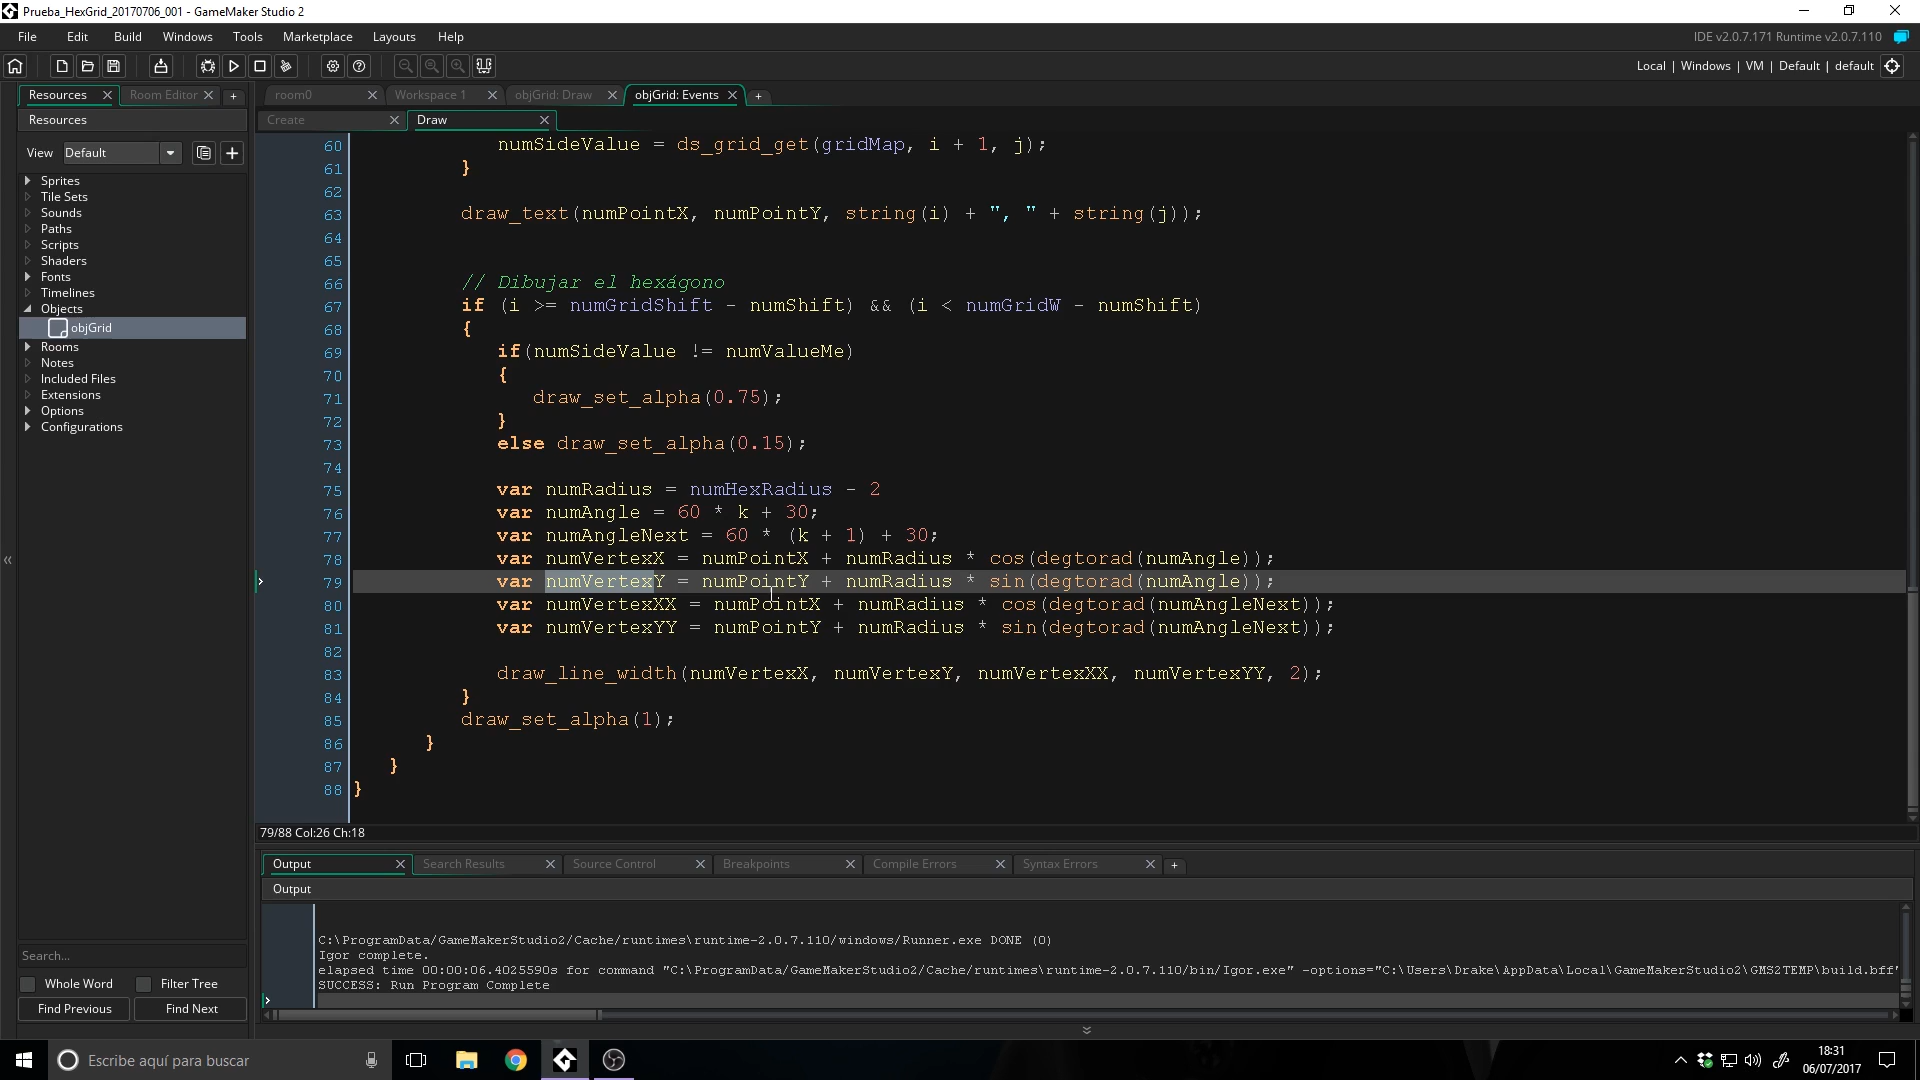 Prueba_HexGrid_20170706_001 - GameMaker Studio 2
File Edit Build Windows Tools Marketplace Layouts Help
IDE v2.0.7.171 Runtime v2.0.7.110
Local | Windows | VM | Default | default
Resources Room Editor +
room0 Workspace 1 objGrid: Draw objGrid: Events +
Resources
Create Draw
View Default
Sprites
Tile Sets
Sounds
Paths
Scripts
Shaders
Fonts
Timelines
Objects
objGrid
Rooms
Notes
Included Files
Extensions
Options
Configurations
Search...
Whole Word Filter Tree
Find Previous Find Next
60 numSideValue = ds_grid_get(gridMap, i + 1, j);
61 }
62
63 draw_text(numPointX, numPointY, string(i) + ", " + string(j));
64
65
66 // Dibujar el hexágono
67 if (i >= numGridShift - numShift) && (i < numGridW - numShift)
68 {
69 if(numSideValue != numValueMe)
70 {
71 draw_set_alpha(0.75);
72 }
73 else draw_set_alpha(0.15);
74
75 var numRadius = numHexRadius - 2
76 var numAngle = 60 * k + 30;
77 var numAngleNext = 60 * (k + 1) + 30;
78 var numVertexX = numPointX + numRadius * cos(degtorad(numAngle));
79 var numVertexY = numPointY + numRadius * sin(degtorad(numAngle));
80 var numVertexXX = numPointX + numRadius * cos(degtorad(numAngleNext));
81 var numVertexYY = numPointY + numRadius * sin(degtorad(numAngleNext));
82
83 draw_line_width(numVertexX, numVertexY, numVertexXX, numVertexYY, 2);
84 }
85 draw_set_alpha(1);
86 }
87 }
88 }
79/88 Col:26 Ch:18
Output Search Results Source Control Breakpoints Compile Errors Syntax Errors +
Output
C:\ProgramData/GameMakerStudio2/Cache/runtimes\runtime-2.0.7.110/windows/Runner.exe DONE (0)
Igor complete.
elapsed time 00:00:06.4025590s for command "C:\ProgramData/GameMakerStudio2/Cache/runtimes\runtime-2.0.7.110/bin/Igor.exe" -options="C:\Users\Drake\AppData\Local\GameMakerStudio2\GMS2TEMP\build.bff"
SUCCESS: Run Program Complete
Escribe aquí para buscar
18:31
06/07/2017